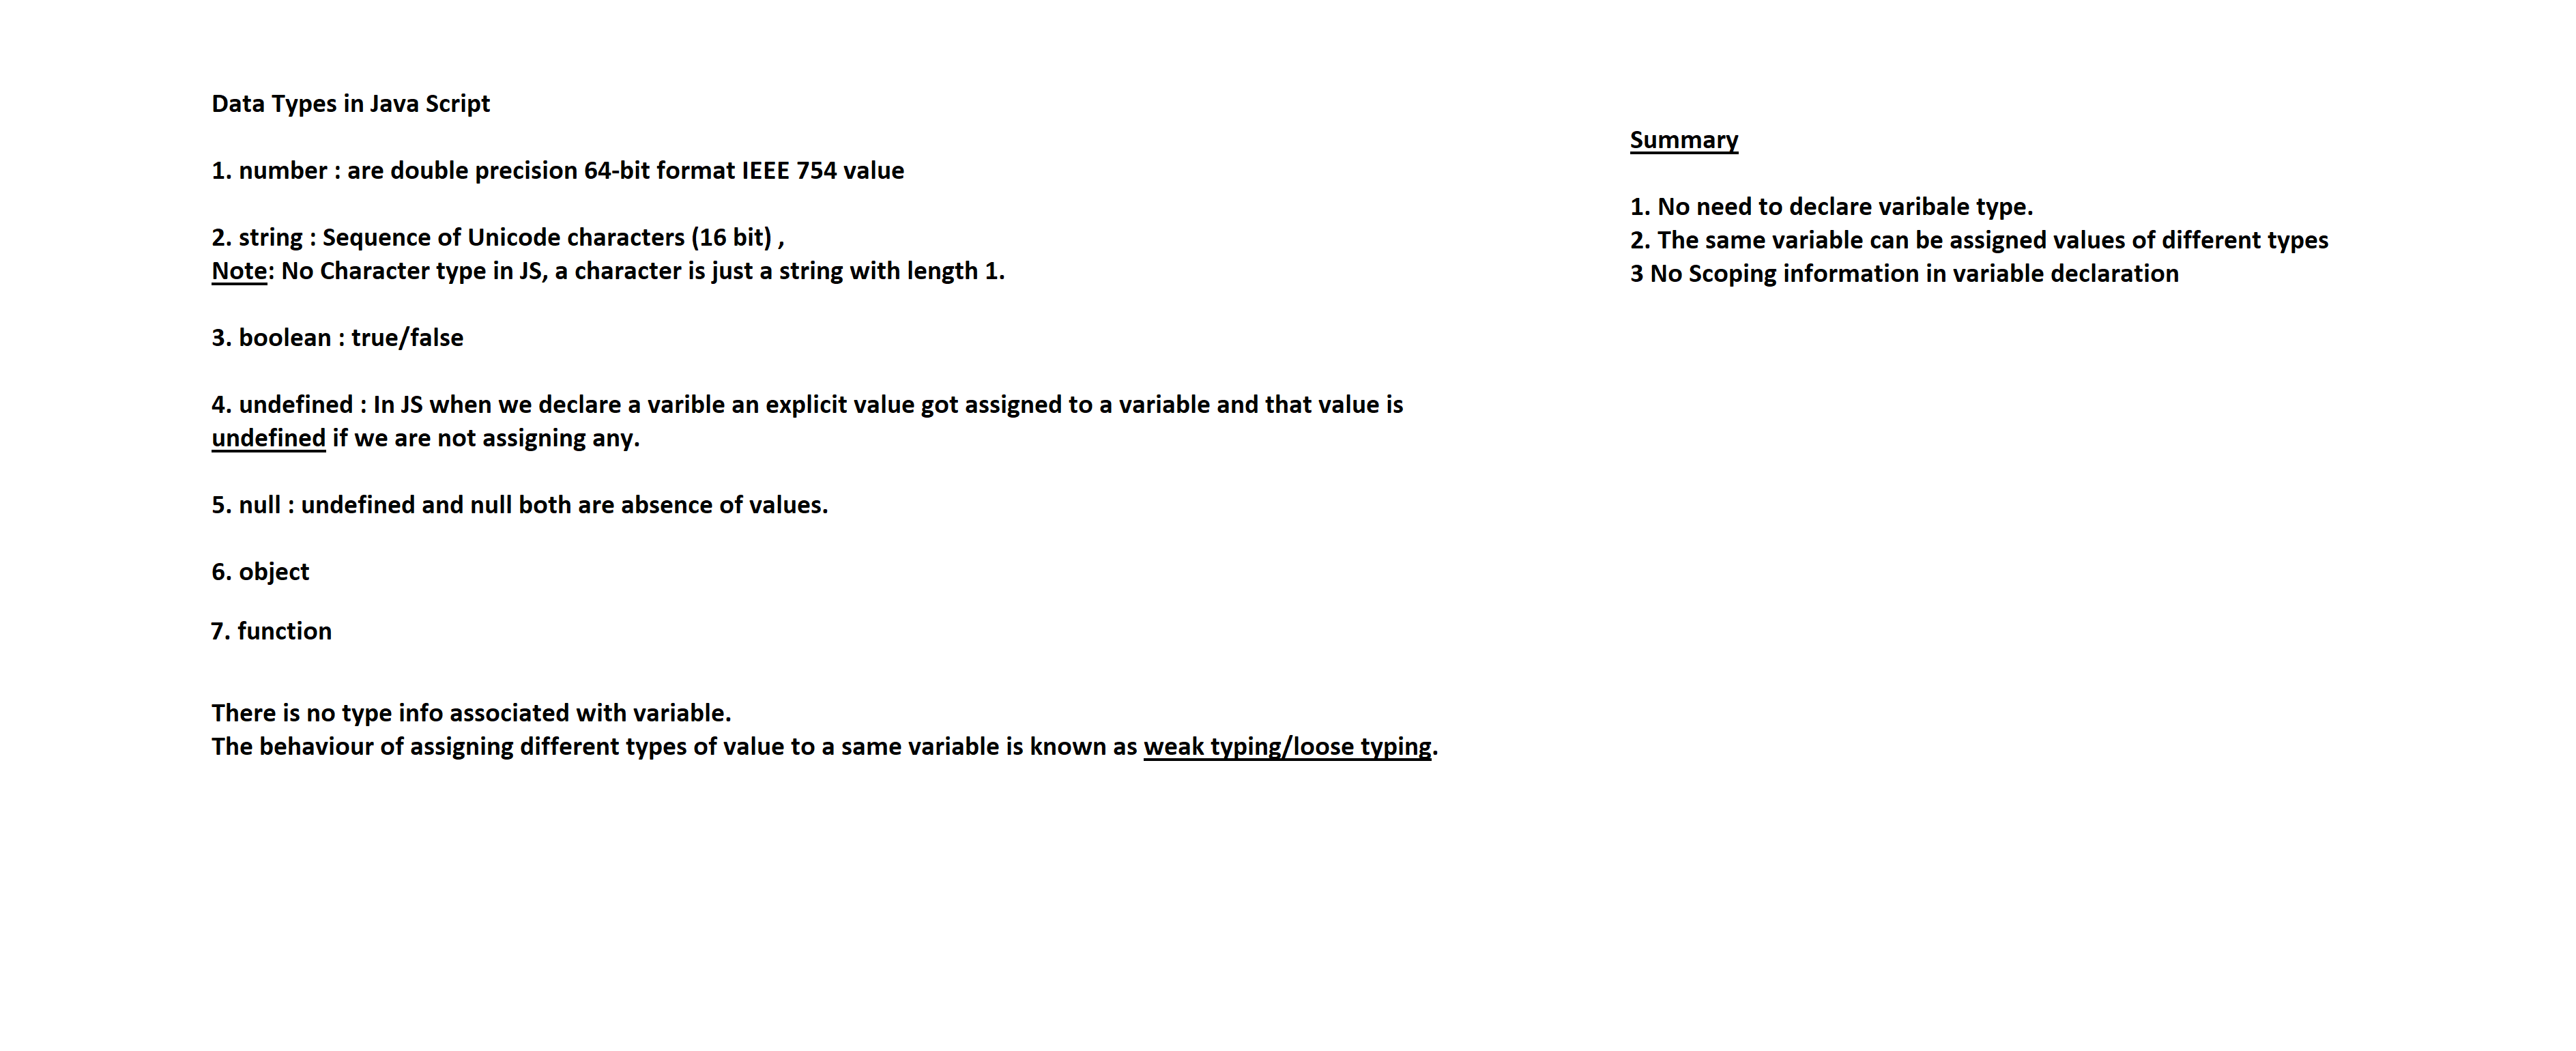 Data Types in Java Script
1. number : are double precision 64-bit format IEEE 754 value
2. string : Sequence of Unicode characters (16 bit) ,
Note: No Character type in JS, a character is just a string with length 1.
3. boolean : true/false
4. undefined : In JS when we declare a varible an explicit value got assigned to a variable and that value is
undefined if we are not assigning any.
5. null : undefined and null both are absence of values.
6. object
7. function
There is no type info associated with variable.
The behaviour of assigning different types of value to a same variable is known as weak typing/loose typing.
Summary
1. No need to declare varibale type.
2. The same variable can be assigned values of different types
3 No Scoping information in variable declaration